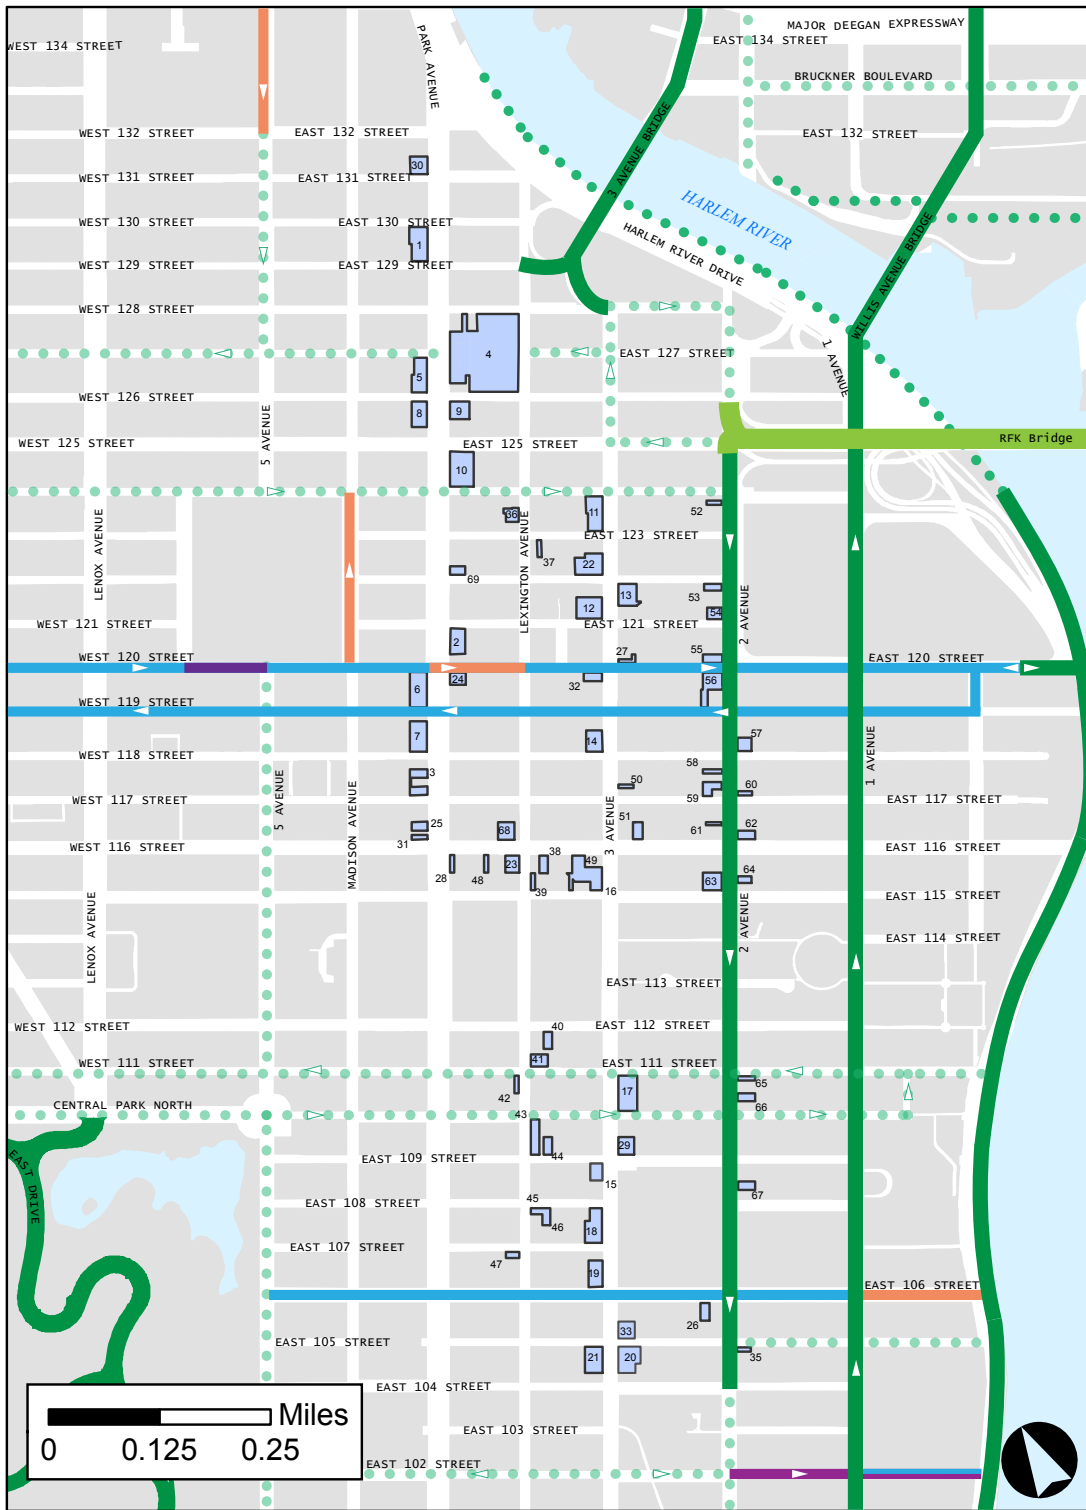 MAJOR DEEGAN EXPRESSWAY
WEST 134 STREET
EAST 134 STREET
PARK AVENUE
BRUCKNER BOULEVARD
WEST 132 STREET
EAST 132 STREET
EAST 132 STREET
3 AVENUE BRIDGE
30
WEST 131 STREET
EAST 131 STREET
HARLEM RIVER
WEST 130 STREET
EAST 130 STREET
HARLEM RIVER DRIVE
WILLIS AVENUE BRIDGE
1
WEST 129 STREET
EAST 129 STREET
WEST 128 STREET
4
EAST 127 STREET
1 AVENUE
5
WEST 126 STREET
8
9
5 AVENUE
WEST 125 STREET
EAST 125 STREET
RFK Bridge
10
LENOX AVENUE
LEXINGTON AVENUE
36
11
52
EAST 123 STREET
37
22
69
13
53
2 AVENUE
12
54
WEST 121 STREET
EAST 121 STREET
2
27
55
WEST 120 STREET
EAST 120 STREET
6
24
32
56
WEST 119 STREET
7
14
57
1 AVENUE
WEST 118 STREET
5 AVENUE
3
58
MADISON AVENUE
50
59
60
WEST 117 STREET
3 AVENUE
EAST 117 STREET
25
68
51
61
62
31
WEST 116 STREET
EAST 116 STREET
28
48
23
38
49
39
16
63
64
LENOX AVENUE
2 AVENUE
EAST 115 STREET
EAST 114 STREET
EAST 113 STREET
WEST 112 STREET
EAST 112 STREET
40
41
WEST 111 STREET
EAST 111 STREET
42
17
65
66
CENTRAL PARK NORTH
43
44
29
EAST DRIVE
EAST 109 STREET
15
67
EAST 108 STREET
45
46
18
EAST 107 STREET
47
19
EAST 106 STREET
26
33
EAST 105 STREET
21
20
35
EAST 104 STREET
Miles
0 0.125 0.25
EAST 103 STREET
EAST 102 STREET